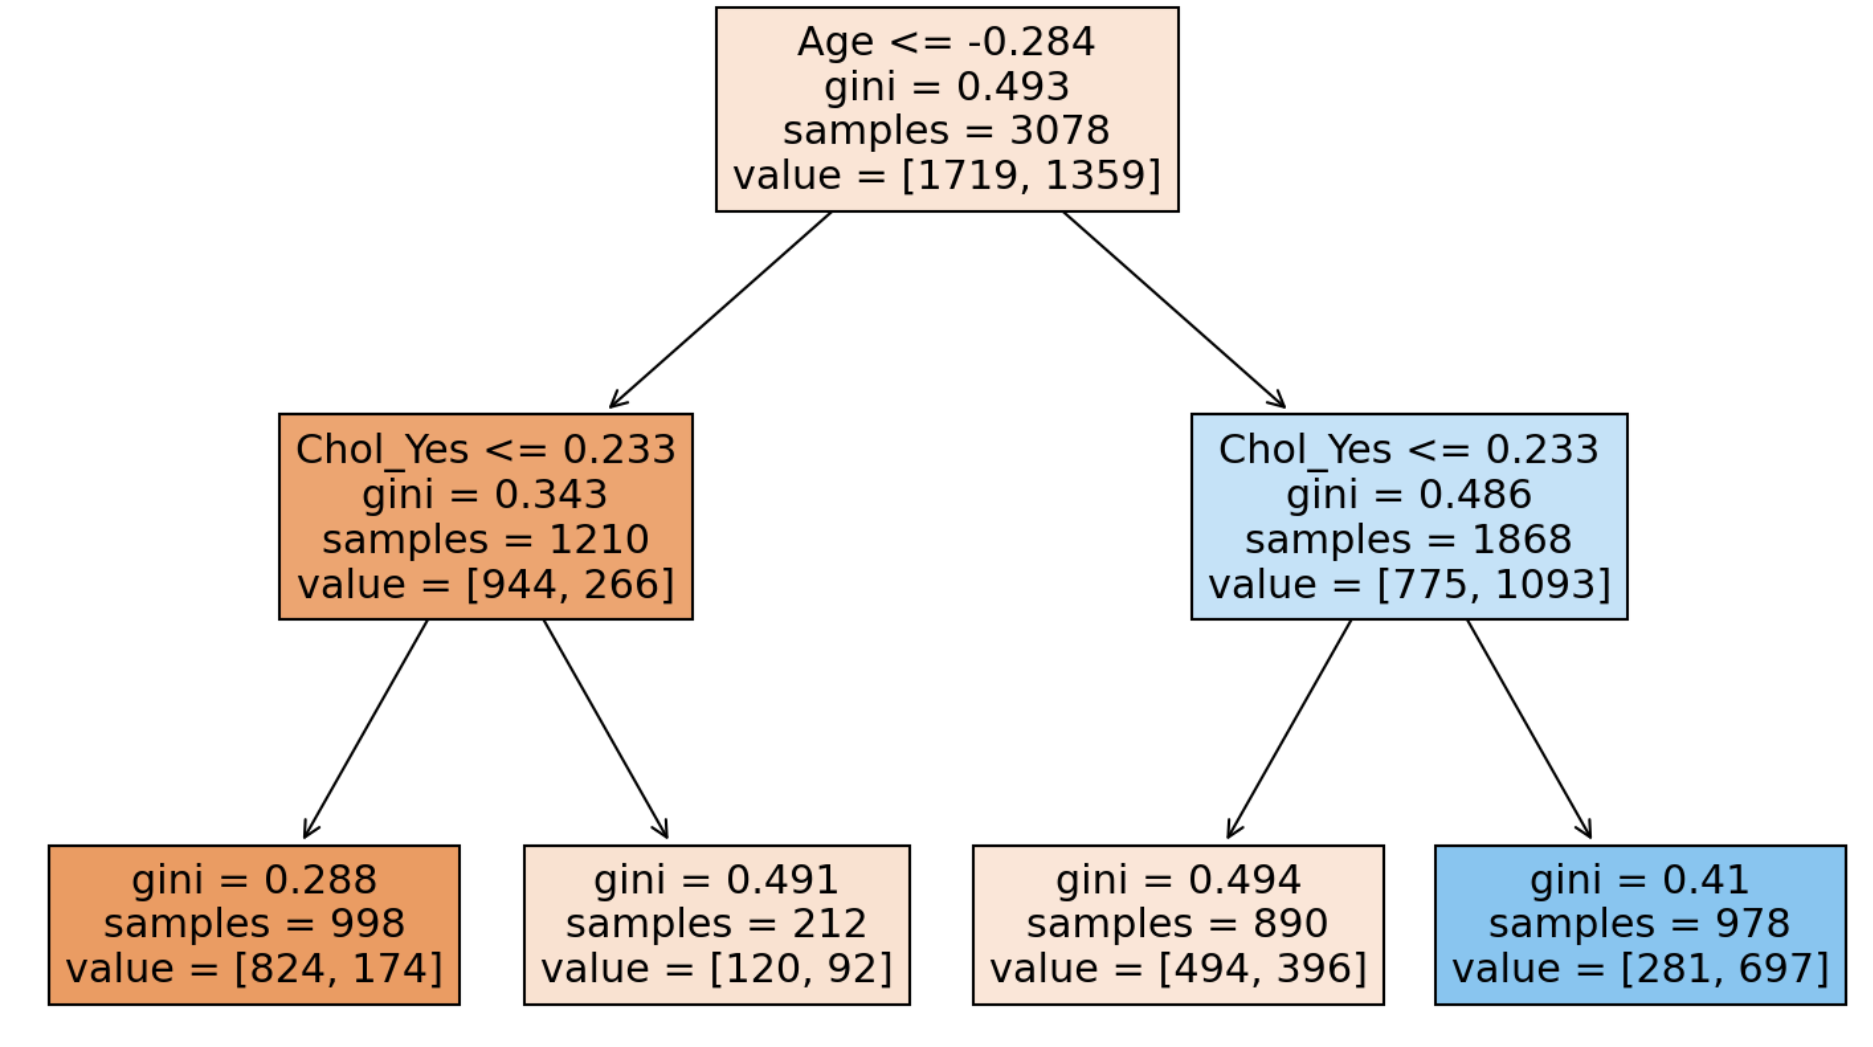 Age <= -0.284
gini = 0.493
samples = 3078
value = [1719, 1359]
Chol_Yes <= 0.233
gini = 0.343
samples = 1210
value = [944, 266]
Chol_Yes <= 0.233
gini = 0.486
samples = 1868
value = [775, 1093]
gini = 0.288
samples = 998
value = [824, 174]
gini = 0.491
samples = 212
value = [120, 92]
gini = 0.494
samples = 890
value = [494, 396]
gini = 0.41
samples = 978
value = [281, 697]